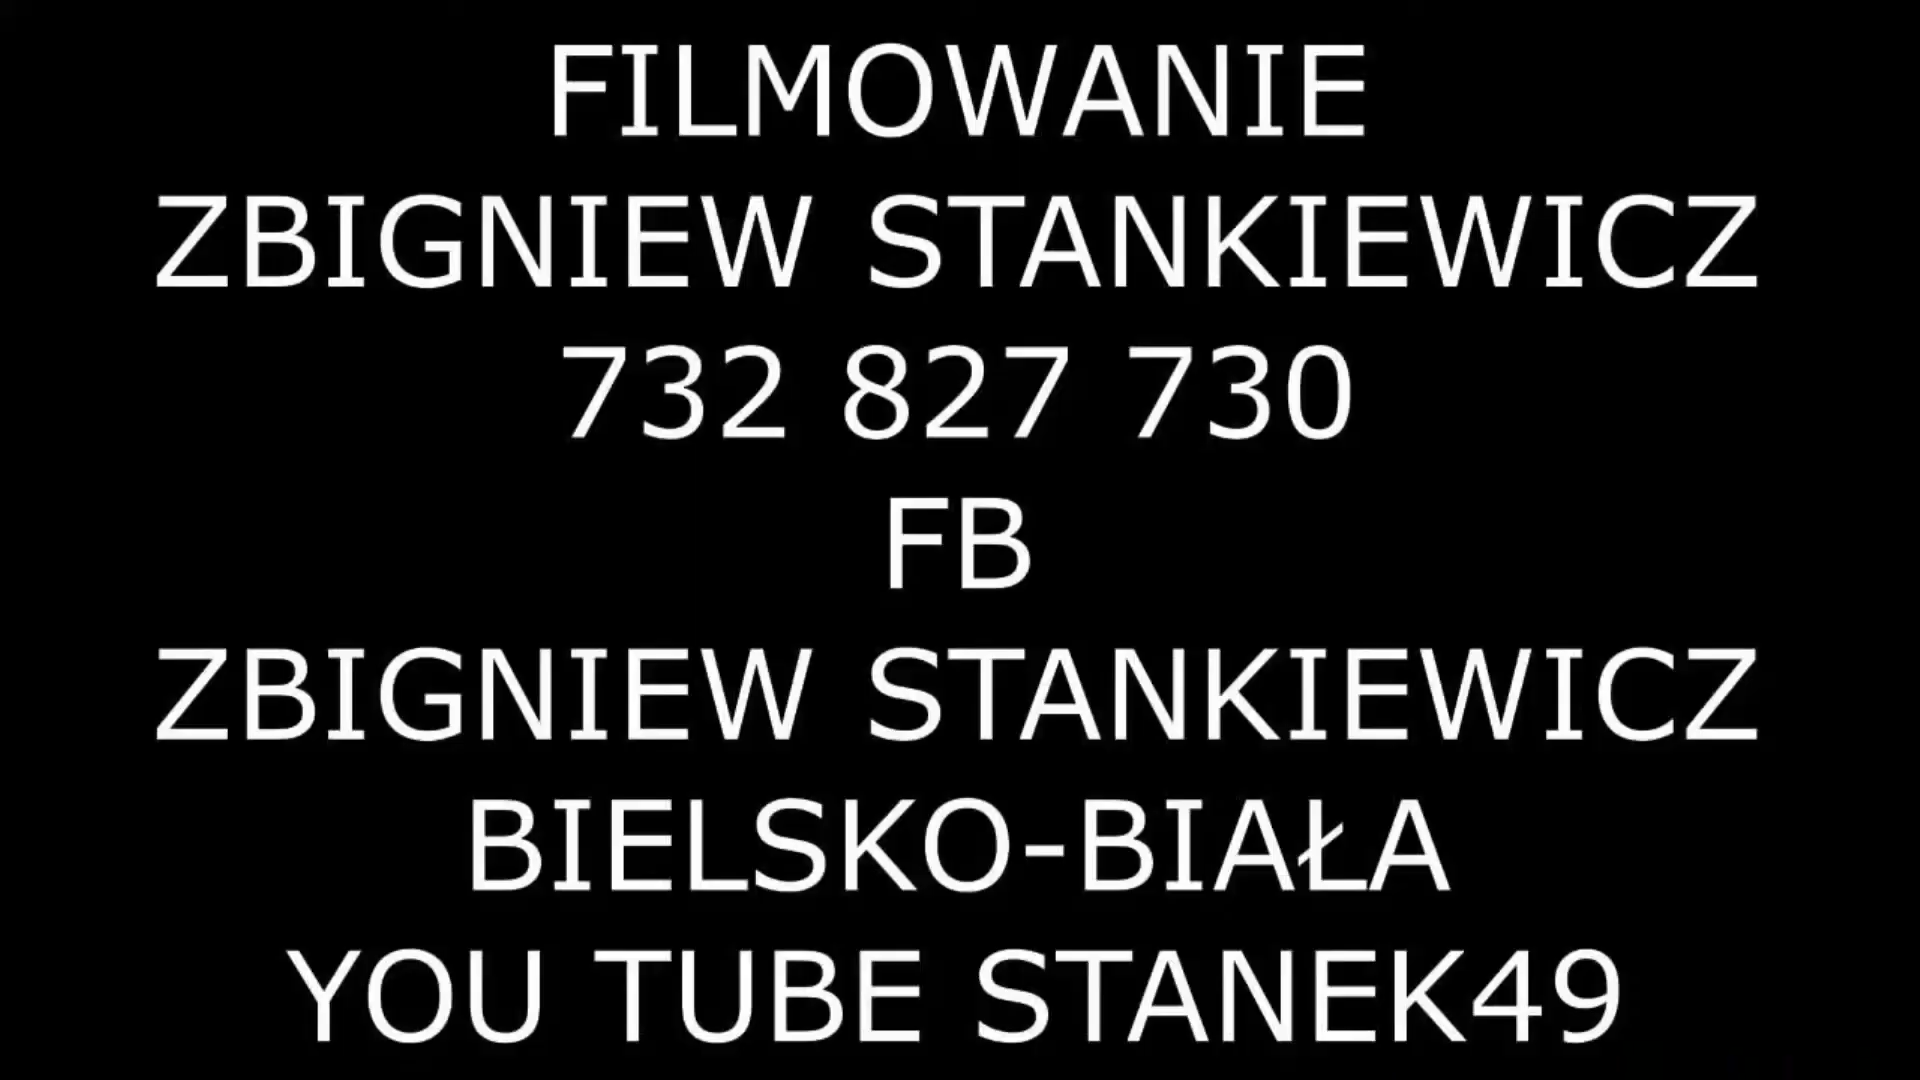 FILMOWANIE
ZBIGNIEW STANKIEWICZ
732 827 730
FB
ZBIGNIEW STANKIEWICZ
BIELSKO-BIAŁA
YOU TUBE STANEK49